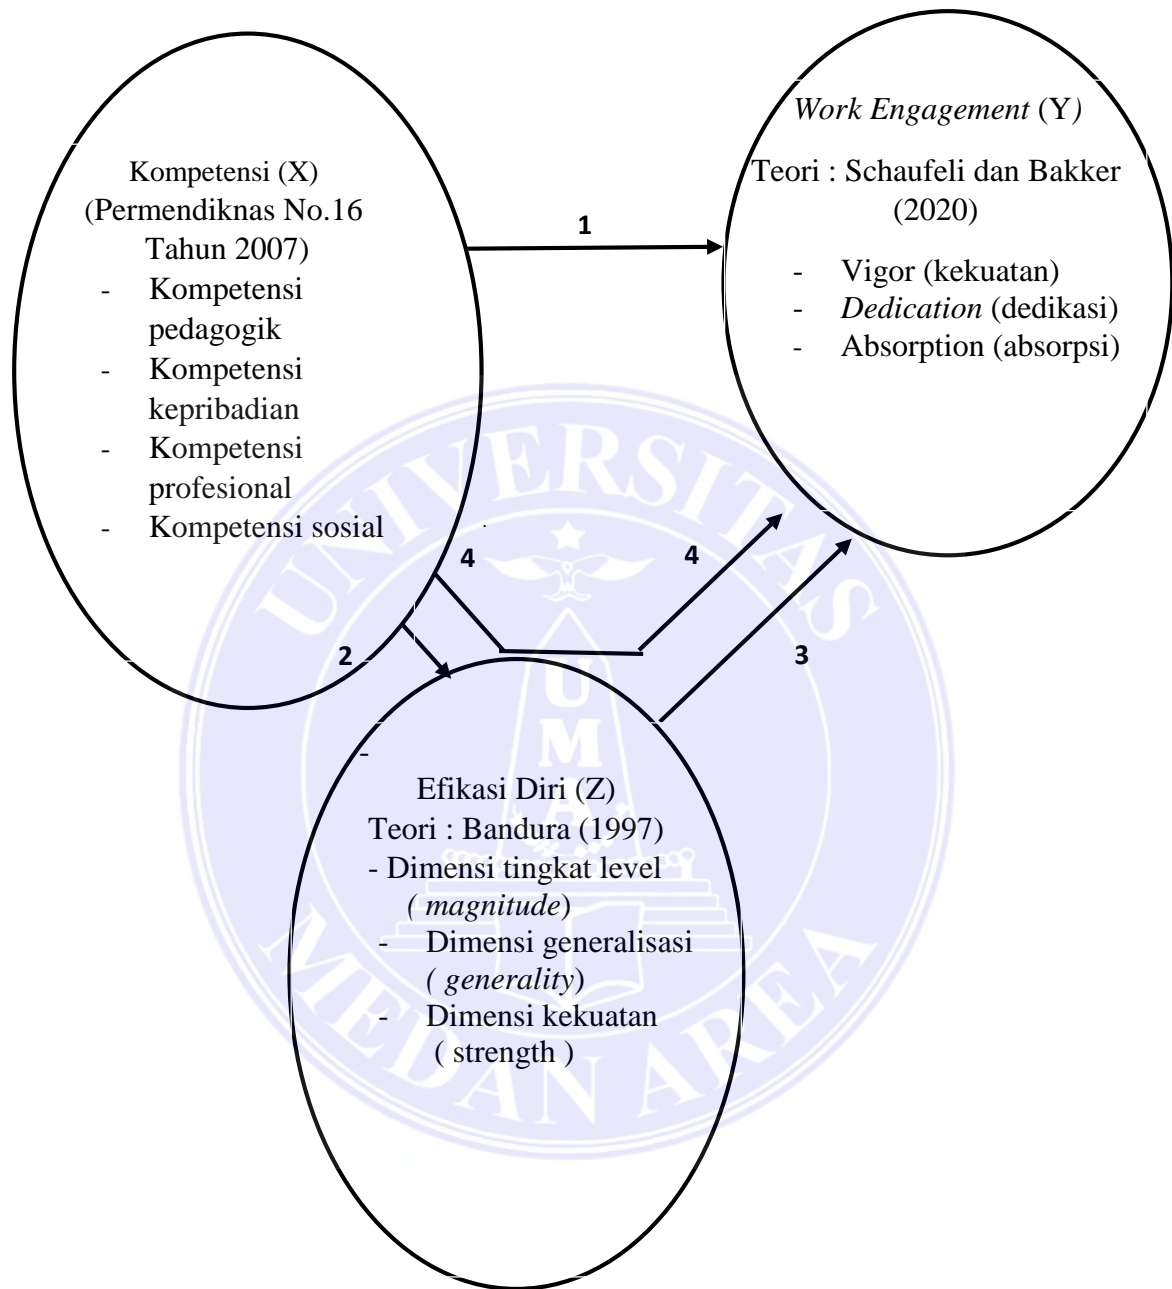 Kompetensi (X)
(Permendiknas No.16
Tahun 2007)
- Kompetensi
pedagogik
- Kompetensi
kepribadian
- Kompetensi
profesional
- Kompetensi sosial
1
Work Engagement (Y)
Teori : Schaufeli dan Bakker
(2020)
- Vigor (kekuatan)
- Dedication (dedikasi)
- Absorption (absorpsi)
4
4
2
3
-
Efikasi Diri (Z)
Teori : Bandura (1997)
- Dimensi tingkat level
( magnitude)
- Dimensi generalisasi
( generality)
- Dimensi kekuatan
( strength )
UNIVERSITAS
UMA
MEDAN AREA